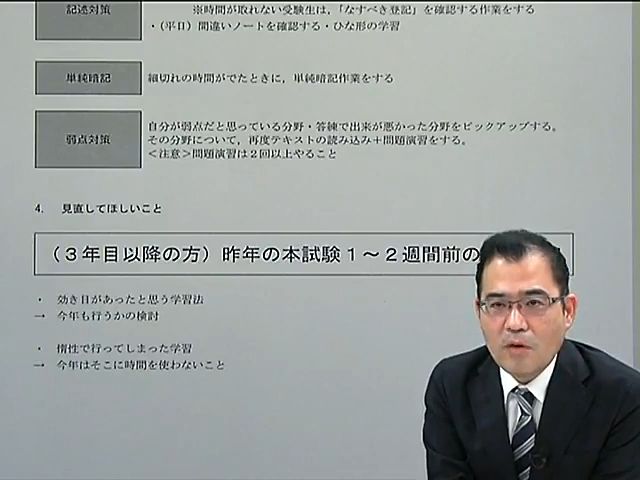 記述対策
※時間が取れない受験生は,「なすべき登記」を確認する作業をする
・(平日)間違いノートを確認する・ひな形の学習
単純暗記
細切れの時間がでたときに,単純暗記作業をする
弱点対策
自分が弱点だと思っている分野・答練で出来が悪かった分野をピックアップする。
その分野について,再度テキストの読み込み+問題演習をする。
<注意>問題演習は2回以上やること
4. 見直してほしいこと
(3年目以降の方)昨年の本試験1~2週間前の
・ 効き目があったと思う学習法
→ 今年も行うかの検討
・ 惰性で行ってしまった学習
→ 今年はそこに時間を使わないこと